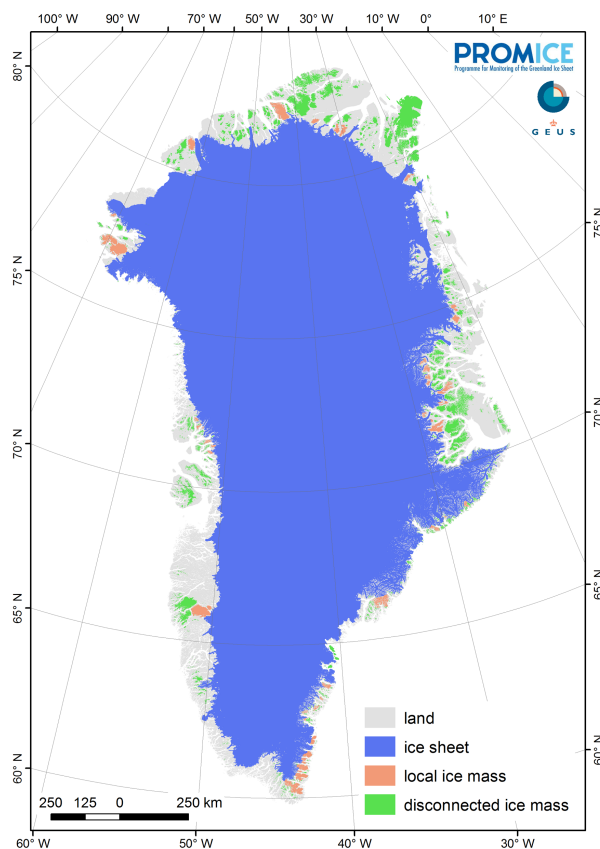 100° W 90° W 70° W 50° W 40° W 30° W 20° W 10° W 0° 10° E
80° N
PROMICE
Programme for Monitoring of the Greenland Ice Sheet
GEUS
75° N
75° N
70° N
70° N
65° N
65° N
land
ice sheet
local ice mass
disconnected ice mass
60° N
60° N
250 125 0 250 km
60° W 50° W 40° W 30° W